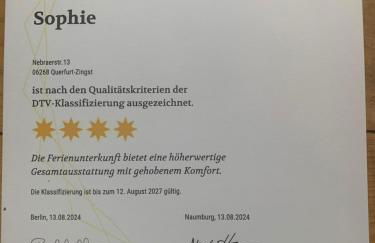 Sophie
Nebraerstr.13
06268 Querfurt-Zingst
ist nach den Qualitätskriterien der
DTV-Klassifizierung ausgezeichnet.
Die Ferienunterkunft bietet eine höherwertige
Gesamtausstattung mit gehobenem Komfort.
Die Klassifizierung ist bis zum 12. August 2027 gültig.
Berlin, 13.08.2024 Naumburg, 13.08.2024